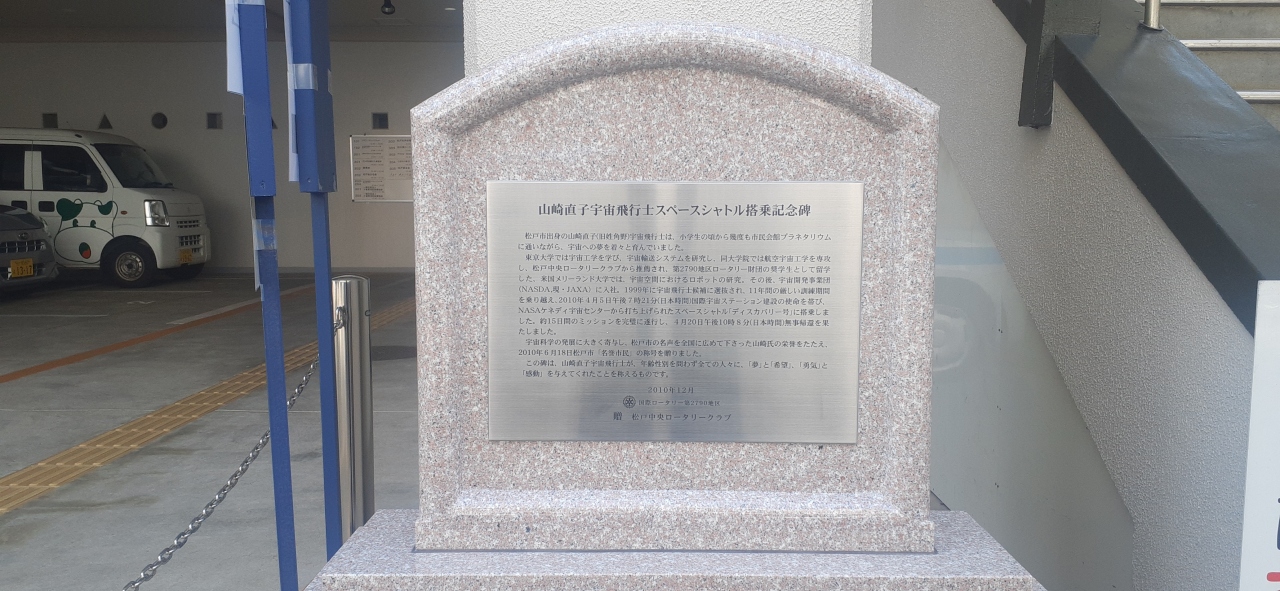 山崎直子宇宙飛行士スペースシャトル搭乗記念碑
松戸市出身の山崎直子(旧姓角野)宇宙飛行士は、小学生の頃から幾度も市民会館プラネタリウム
に通いながら、宇宙への夢を着々と育んでいました。
東京大学では宇宙工学を学び、宇宙輸送システムを研究し、同大学院では航空宇宙工学を専攻
し、松戸中央ロータリークラブから推薦され、第2790地区ロータリー財団の奨学生として留学
した、米国メリーランド大学では、宇宙空間におけるロボットの研究。その後、宇宙開発事業団
(NASDA,現・JAXA)に入社。1999年に宇宙飛行士候補に選抜され、11年間の厳しい訓練期間
を乗り越え、2010年4月5日午後7時21分(日本時間)国際宇宙ステーション建設の使命を帯び、
NASAケネディ宇宙センターから打ち上げられたスペースシャトル「ディスカバリー号」に搭乗しま
した。約15日間のミッションを完璧に遂行し、4月20日午後10時8分(日本時間)無事帰還を果
たしました。
宇宙科学の発展に大きく寄与し、松戸市の名声を全国に広めて下さった山崎氏の栄誉をたたえ、
2010年6月18日松戸市「名誉市民」の称号を贈りました。
この碑は、山崎直子宇宙飛行士が、年齢性別を問わず全ての人々に、「夢」と「希望」、「勇気」と
「感動」を与えてくれたことを称えるものです。
2010年12月
国際ロータリー第2790地区
贈 松戸中央ロータリークラブ